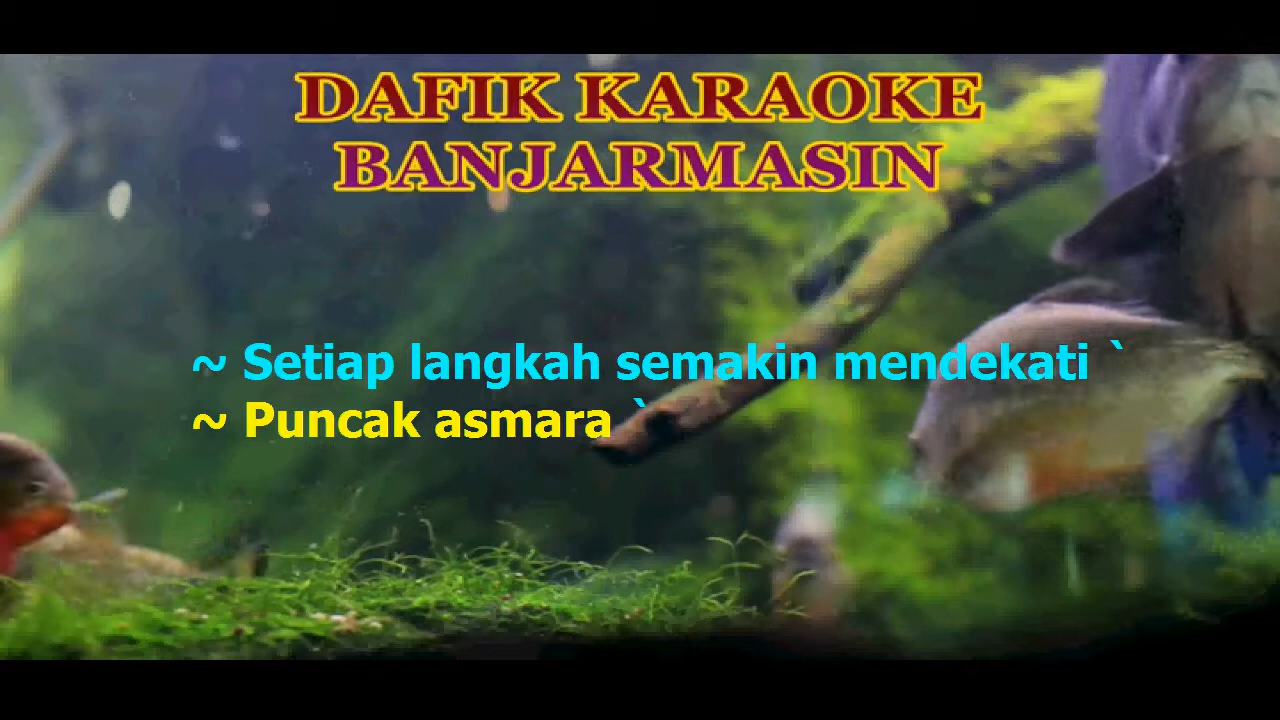 DAFIK KARAOKE
BANJARMASIN
~ Setiap langkah semakin mendekati `
~ Puncak asmara `